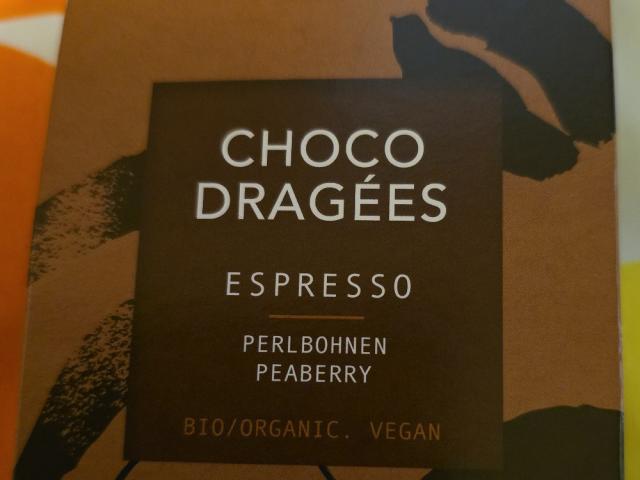 CHOCO
DRAGÉES
ESPRESSO
PERLBOHNEN
PEABERRY
BIO/ORGANIC. VEGAN